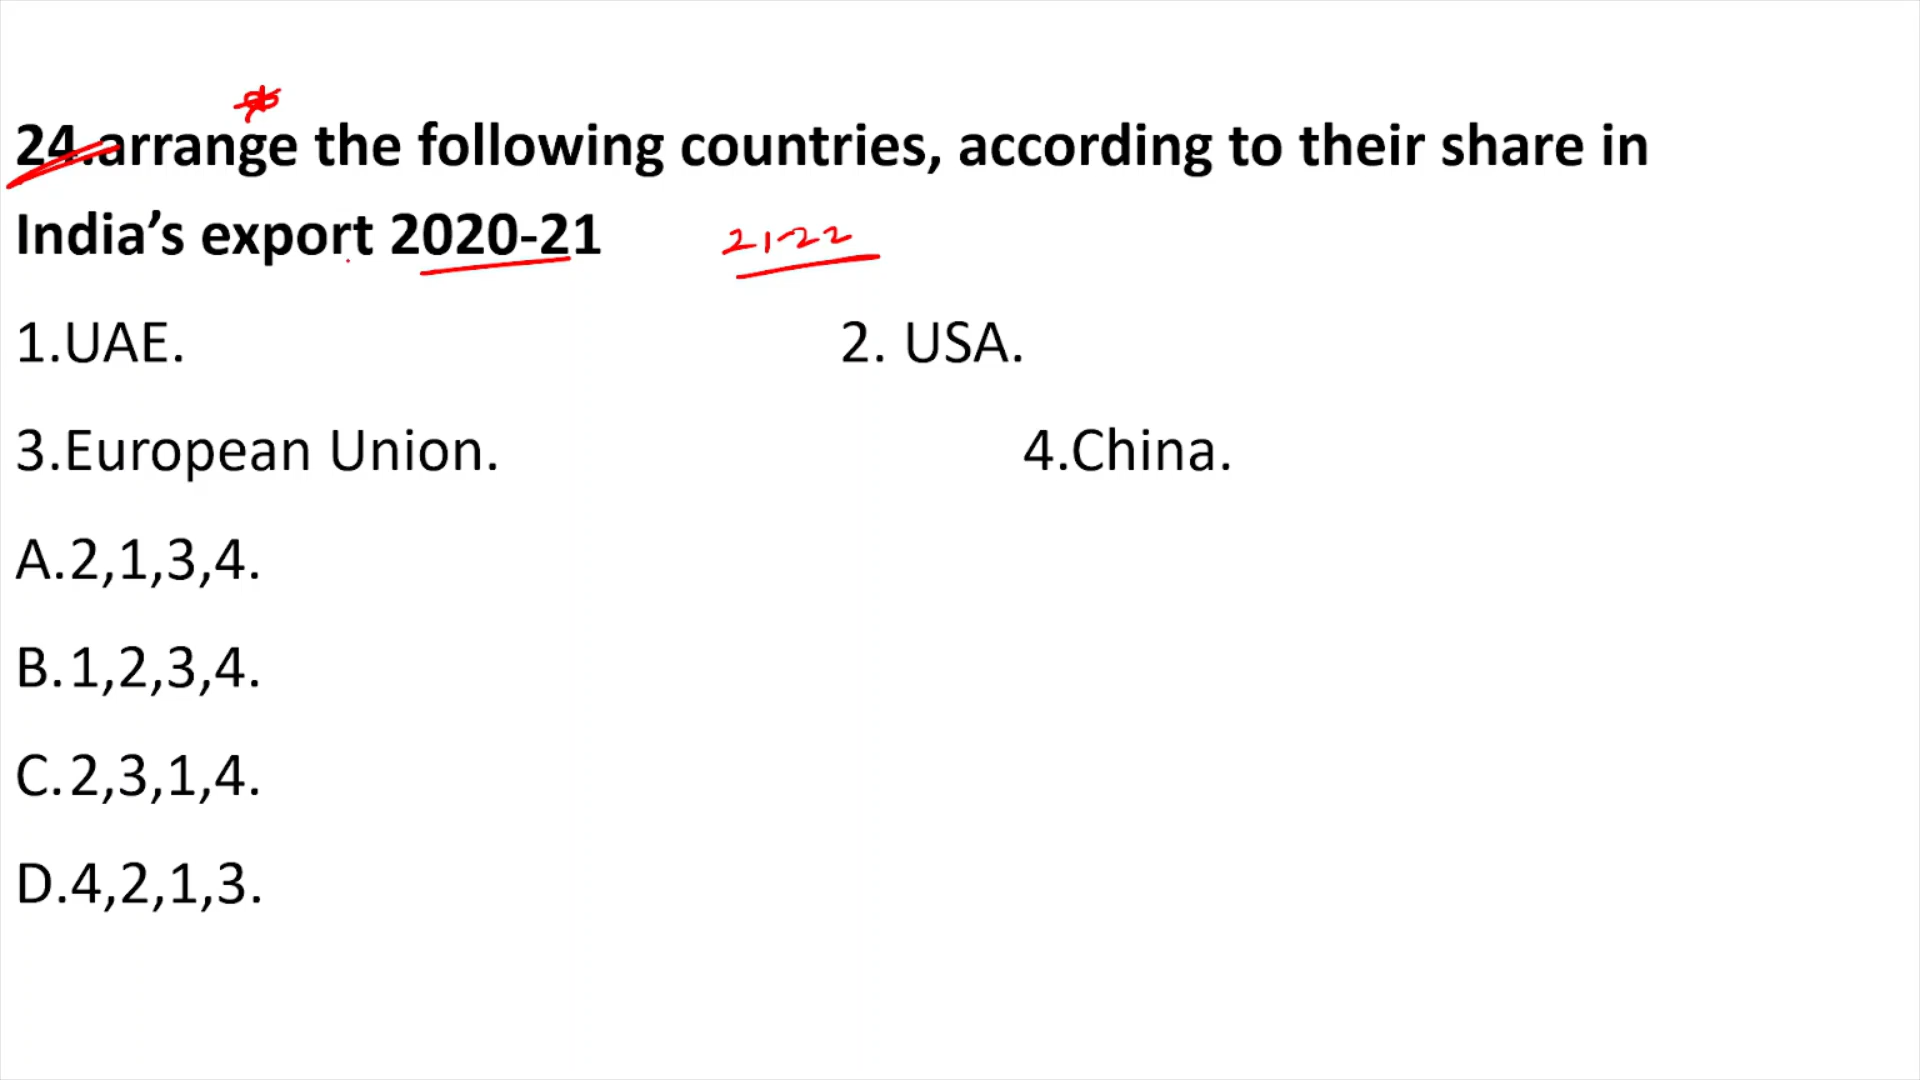 24.arrange the following countries, according to their share in
India’s export 2020-21 21-22
1.UAE. 2. USA.
3.European Union. 4.China.
A.2,1,3,4.
B.1,2,3,4.
C.2,3,1,4.
D.4,2,1,3.